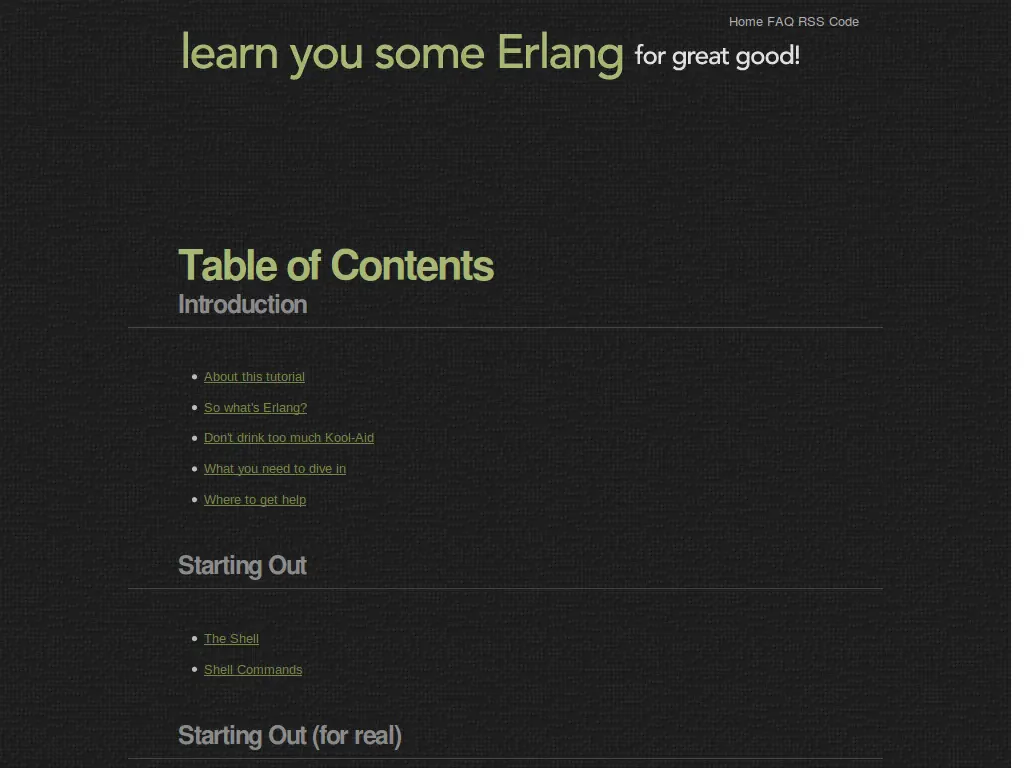 Home FAQ RSS Code
learn you some Erlang for great good!
Table of Contents
Introduction
About this tutorial
So what's Erlang?
Don't drink too much Kool-Aid
What you need to dive in
Where to get help
Starting Out
The Shell
Shell Commands
Starting Out (for real)